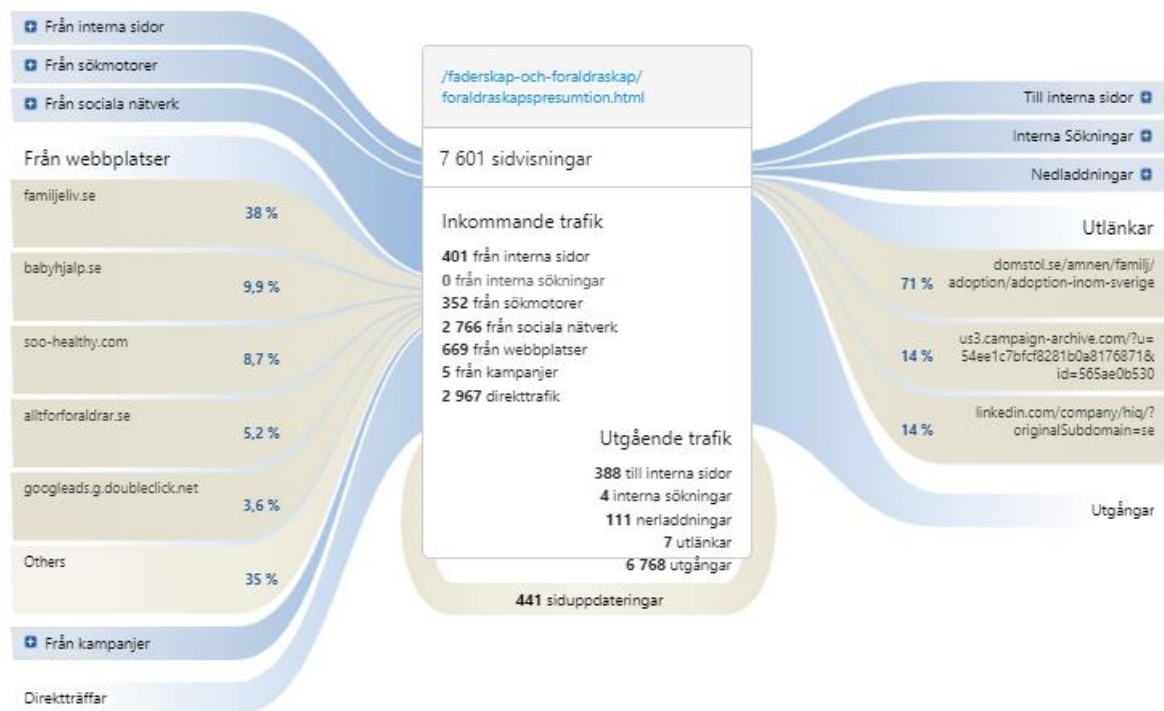 Från interna sidor
Från sökmotorer
Från sociala nätverk
Från webbplatser
familjeliv.se
38 %
babyhjalp.se
9,9 %
soo-healthy.com
8,7 %
alltforforaldrar.se
5,2 %
googleads.g.doubleclick.net
3,6 %
Others
35 %
Från kampanjer
Direktträffar
/faderskap-och-foraldraskap/
foraldraskapspresumtion.html
7 601 sidvisningar
Inkommande trafik
401 från interna sidor
0 från interna sökningar
352 från sökmotorer
2 766 från sociala nätverk
669 från webbplatser
5 från kampanjer
2 967 direkttrafik
Utgående trafik
388 till interna sidor
4 interna sökningar
111 nerladdningar
7 utlänkar
6 768 utgångar
441 siduppdateringar
Till interna sidor
Interna Sökningar
Nedladdningar
Utlänkar
domstol.se/amnen/familj/
71 % adoption/adoption-inom-sverige
us3.campaign-archive.com/?u=
14 % 54ee1c7bfcf8281b0a8176871&
id=565ae0b530
linkedin.com/company/hiq/?
14 % originalSubdomain=se
Utgångar